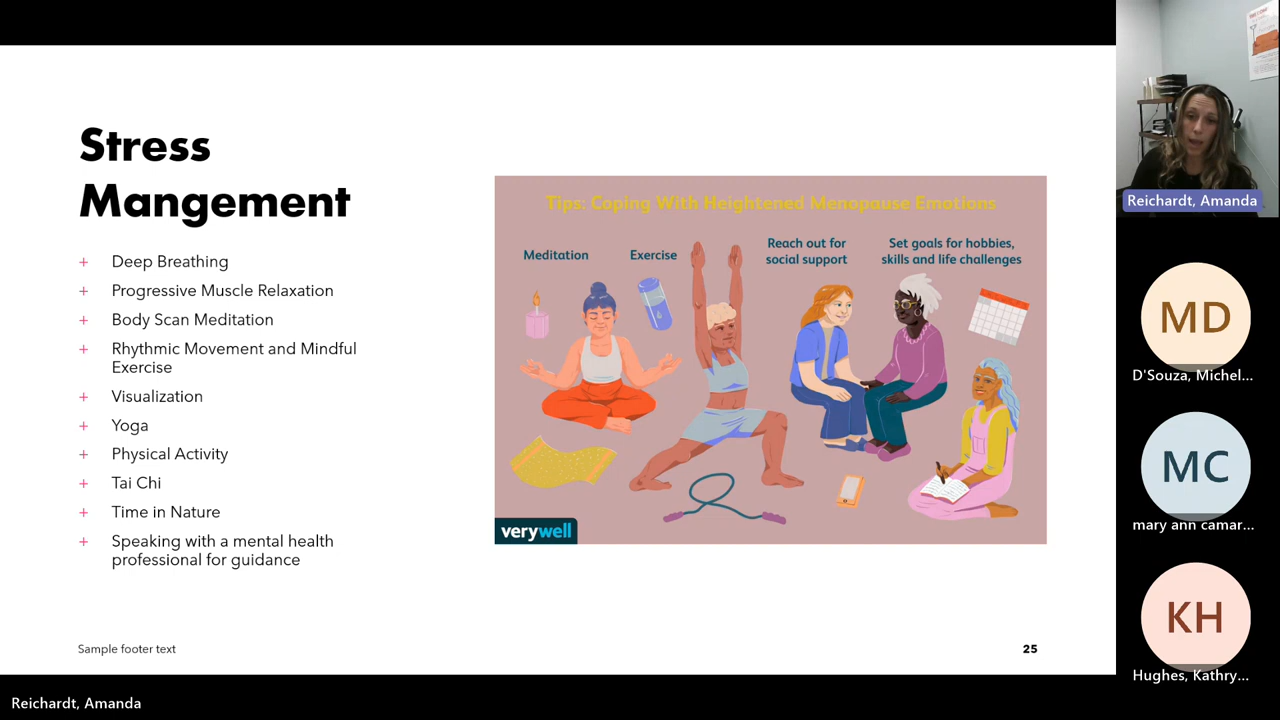 Stress
Mangement
+ Deep Breathing
+ Progressive Muscle Relaxation
+ Body Scan Meditation
+ Rhythmic Movement and Mindful
Exercise
+ Visualization
+ Yoga
+ Physical Activity
+ Tai Chi
+ Time in Nature
+ Speaking with a mental health
professional for guidance
Tips: Coping With Heightened Menopause Emotions
Meditation
Exercise
Reach out for
social support
Set goals for hobbies,
skills and life challenges
verywell
Sample footer text
25
Reichardt, Amanda
MD
D'Souza, Michel...
MC
mary ann camar...
KH
Hughes, Kathry...
Reichardt, Amanda